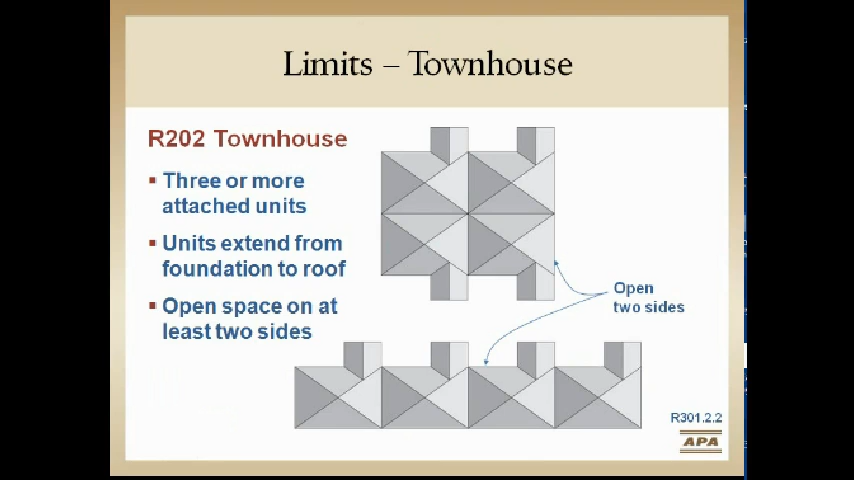 Limits – Townhouse
R202 Townhouse
▪ Three or more
attached units
▪ Units extend from
foundation to roof
▪ Open space on at
least two sides
Open
two sides
R301.2.2
APA